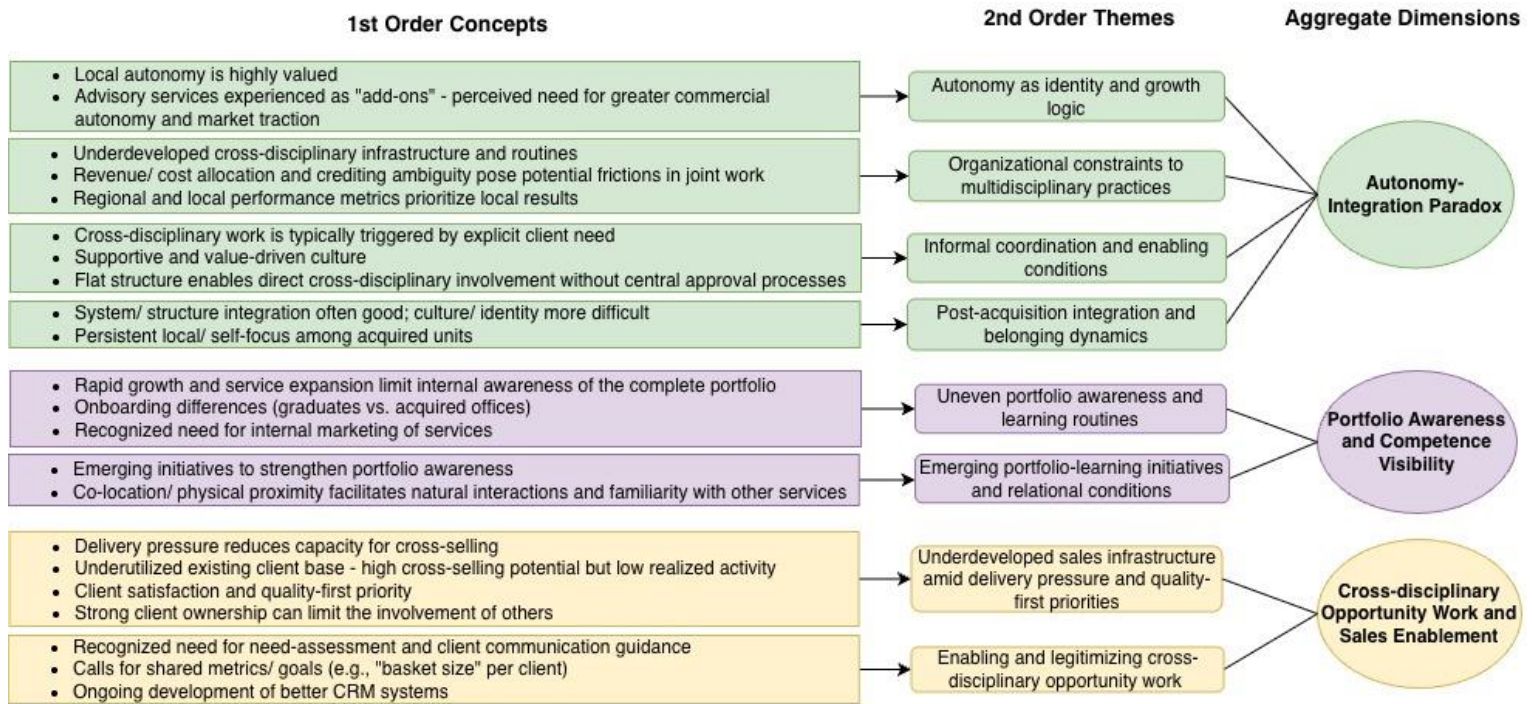 1st Order Concepts
2nd Order Themes
Aggregate Dimensions
• Local autonomy is highly valued
• Advisory services experienced as "add-ons" - perceived need for greater commercial
autonomy and market traction
Autonomy as identity and growth
logic
• Underdeveloped cross-disciplinary infrastructure and routines
• Revenue/ cost allocation and crediting ambiguity pose potential frictions in joint work
• Regional and local performance metrics prioritize local results
Organizational constraints to
multidisciplinary practices
• Cross-disciplinary work is typically triggered by explicit client need
• Supportive and value-driven culture
• Flat structure enables direct cross-disciplinary involvement without central approval processes
Informal coordination and enabling
conditions
• System/ structure integration often good; culture/ identity more difficult
• Persistent local/ self-focus among acquired units
Post-acquisition integration and
belonging dynamics
Autonomy-
Integration Paradox
• Rapid growth and service expansion limit internal awareness of the complete portfolio
• Onboarding differences (graduates vs. acquired offices)
• Recognized need for internal marketing of services
Uneven portfolio awareness and
learning routines
• Emerging initiatives to strengthen portfolio awareness
• Co-location/ physical proximity facilitates natural interactions and familiarity with other services
Emerging portfolio-learning initiatives
and relational conditions
Portfolio Awareness
and Competence
Visibility
• Delivery pressure reduces capacity for cross-selling
• Underutilized existing client base - high cross-selling potential but low realized activity
• Client satisfaction and quality-first priority
• Strong client ownership can limit the involvement of others
Underdeveloped sales infrastructure
amid delivery pressure and quality-
first priorities
• Recognized need for need-assessment and client communication guidance
• Calls for shared metrics/ goals (e.g., "basket size" per client)
• Ongoing development of better CRM systems
Enabling and legitimizing cross-
disciplinary opportunity work
Cross-disciplinary
Opportunity Work and
Sales Enablement